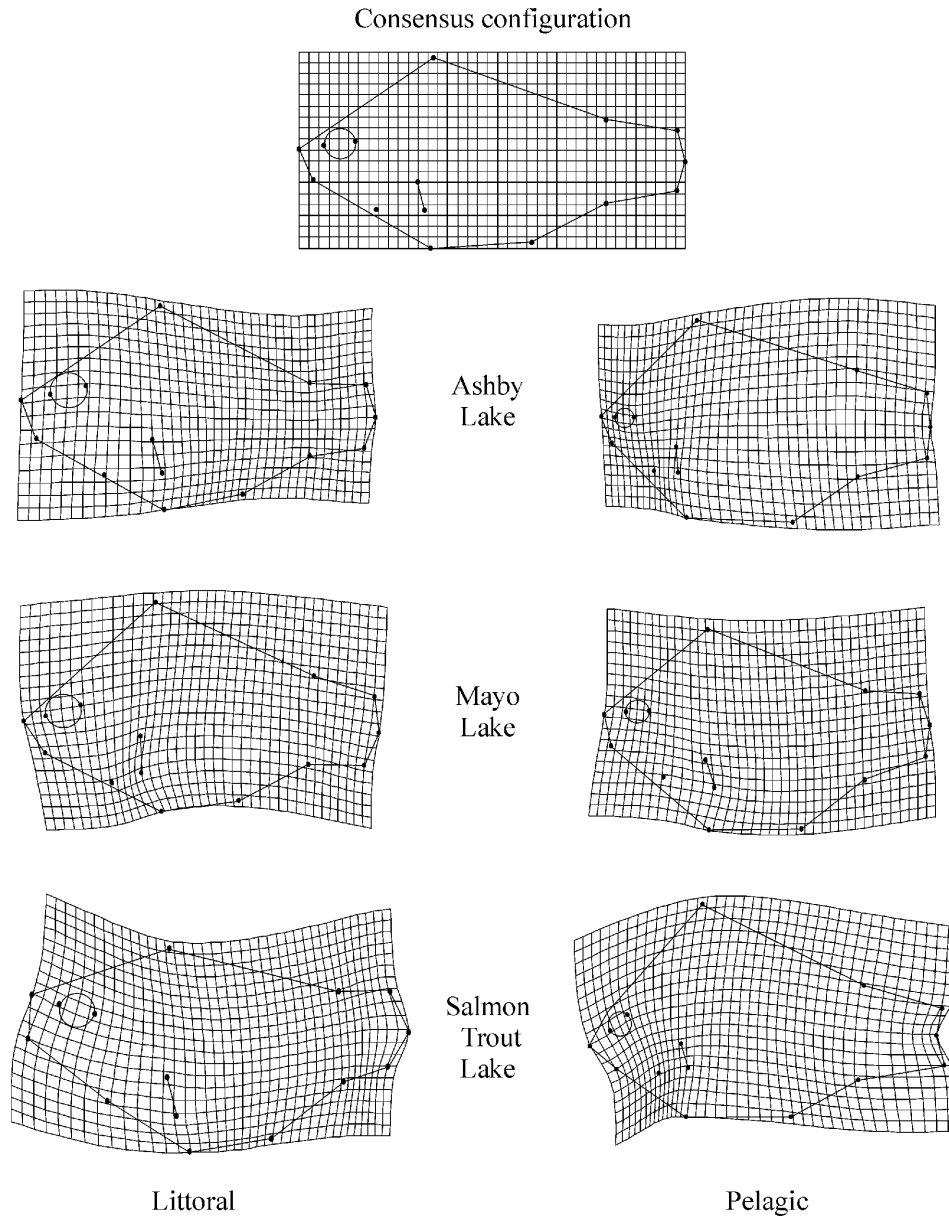 Consensus configuration
Ashby
Lake
Mayo
Lake
Salmon
Trout
Lake
Littoral
Pelagic